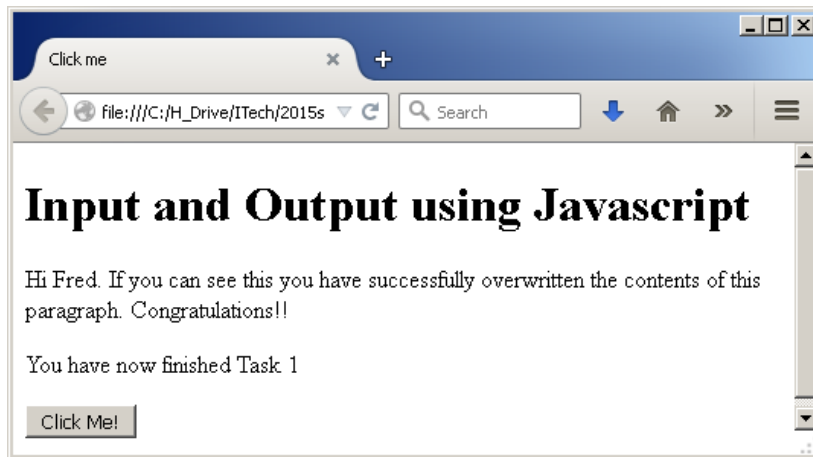 Click me
file:///C:/H_Drive/ITech/2015s
Search
Input and Output using Javascript
Hi Fred. If you can see this you have successfully overwritten the contents of this
paragraph. Congratulations!!
You have now finished Task 1
Click Me!